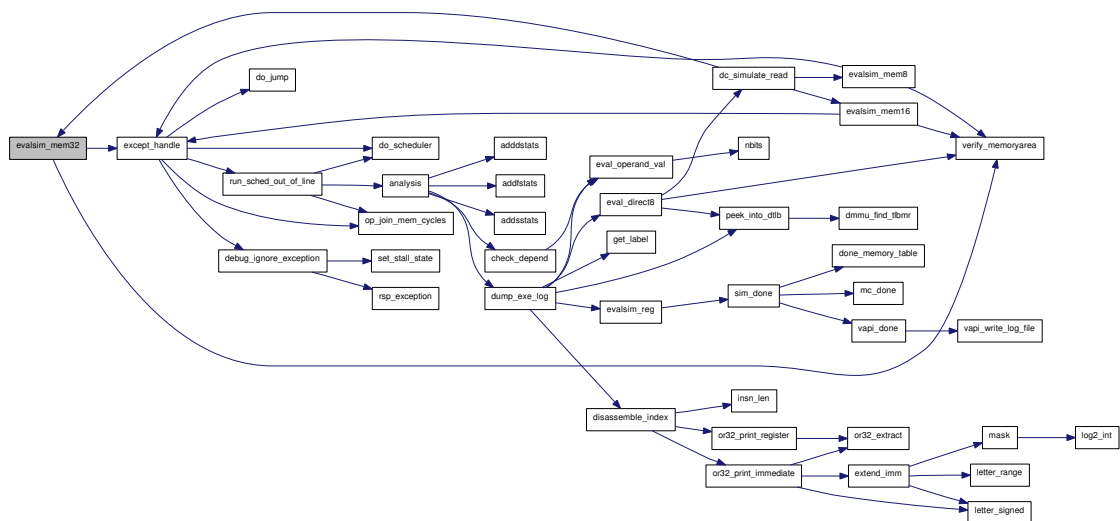 evalsim_mem32
except_handle
do_jump
do_scheduler
run_sched_out_of_line
analysis
adddstats
addfstats
addsstats
op_join_mem_cycles
debug_ignore_exception
set_stall_state
rsp_exception
check_depend
dump_exe_log
eval_operand_val
nbits
eval_direct8
get_label
evalsim_reg
dc_simulate_read
evalsim_mem8
evalsim_mem16
verify_memoryarea
peek_into_dtlb
dmmu_find_tlbmr
sim_done
done_memory_table
mc_done
vapi_done
vapi_write_log_file
disassemble_index
insn_len
or32_print_register
or32_extract
or32_print_immediate
extend_imm
mask
log2_int
letter_range
letter_signed